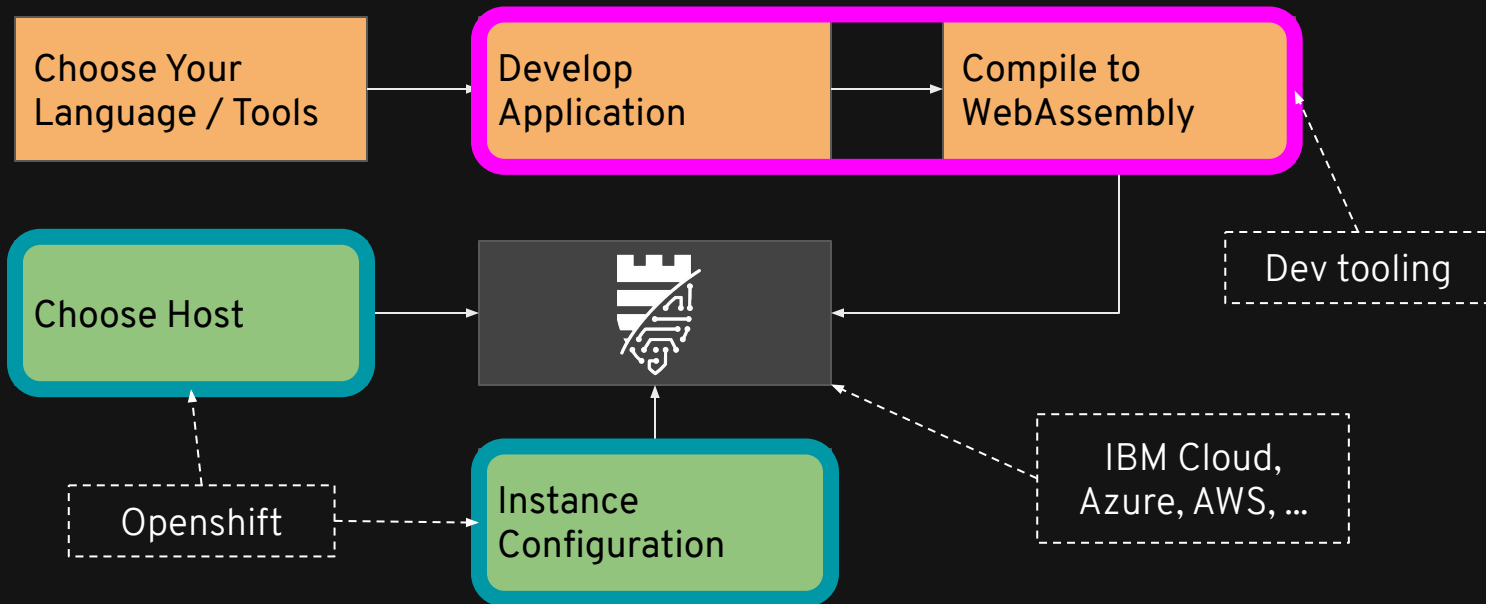 Choose Your
Language / Tools
Develop
Application
Compile to
WebAssembly
Dev tooling
Choose Host
IBM Cloud,
Azure, AWS, ...
Openshift
Instance
Configuration